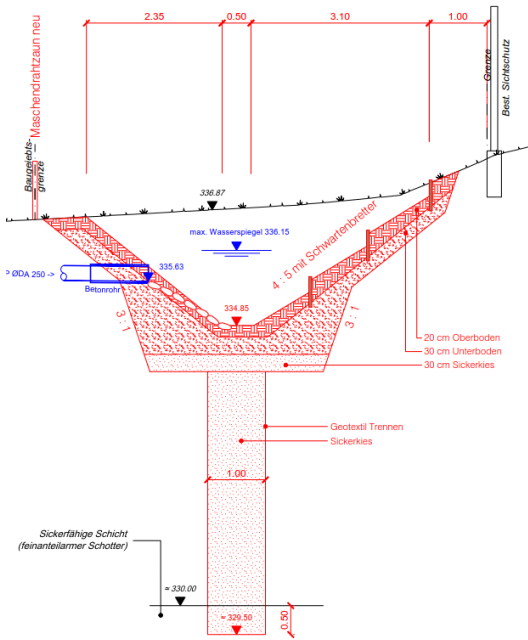 2.35
0.50
3.10
1.00
Maschendrahtzaun neu
Baugeiebts-
grenze
Grenze
Best. Sichtschutz
336.87
max. Wasserspiegel 336.15
ØDA 250 ->
335.63
Betonrohr
4 : 5 mit Schwartenbretter
334.85
3 : 1
3 : 1
20 cm Oberboden
30 cm Unterboden
30 cm Sickerkies
Geotextil Trennen
Sickerkies
1.00
Sickerfähige Schicht
(feinanteilarmer Schotter)
≈ 330.00
≈ 329.50
0.50